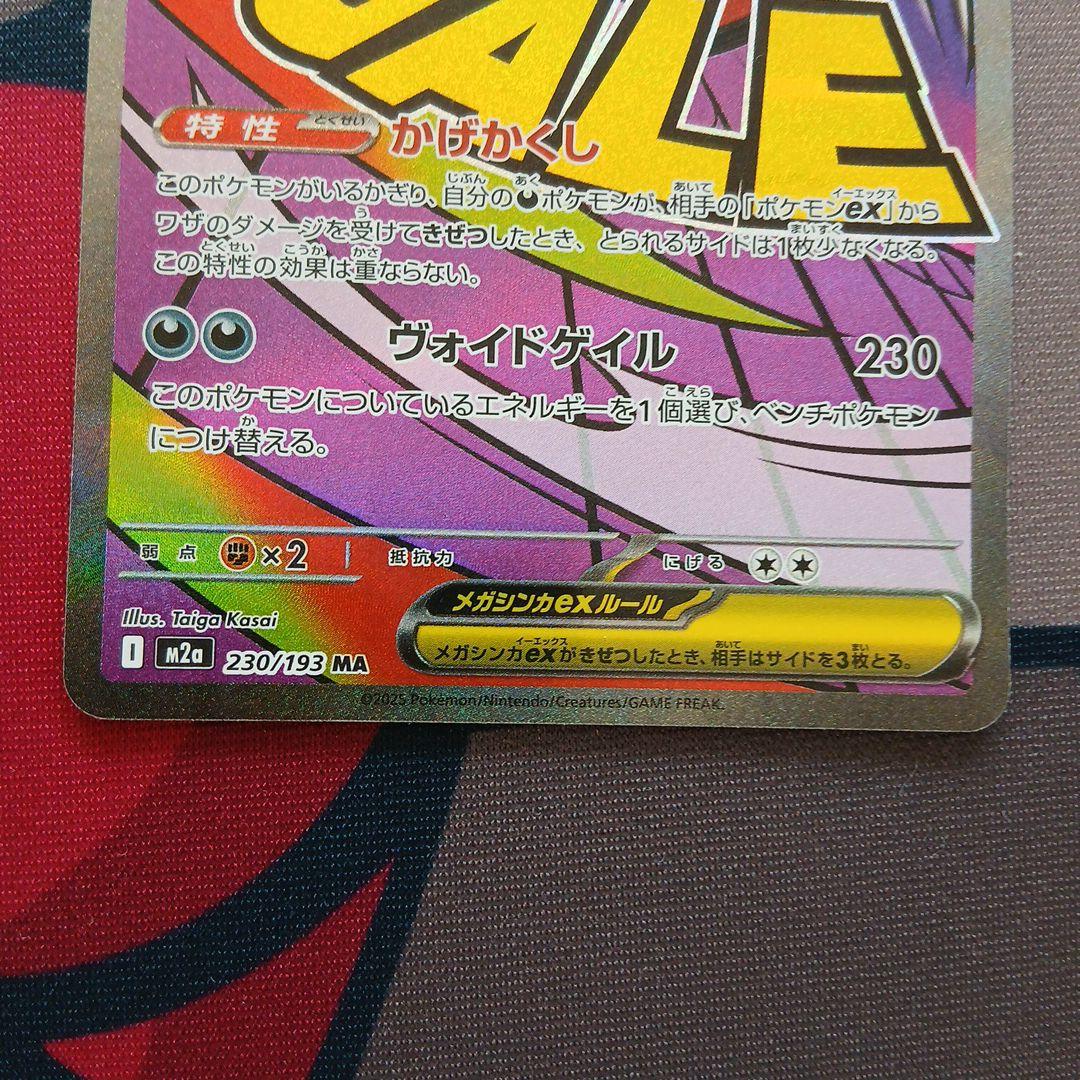 ALE
特性 とくせい かげかくし
このポケモンがいるかぎり、自分の ポケモンが、相手の「ポケモンex」から
ワザのダメージを受けてきぜつしたとき、とられるサイドは1枚少なくなる。
この特性の効果は重ならない。
ヴォイドゲイル 230
このポケモンについているエネルギーを1個選び、ベンチポケモン
につけ替える。
弱点 ×2 抵抗力 にげる
メガシンカexルール
メガシンカexがきぜつしたとき、相手はサイドを3枚とる。
Illus. Taiga Kasai
I M2a 230/193 MA
©2025 Pokémon/Nintendo/Creatures/GAME FREAK.